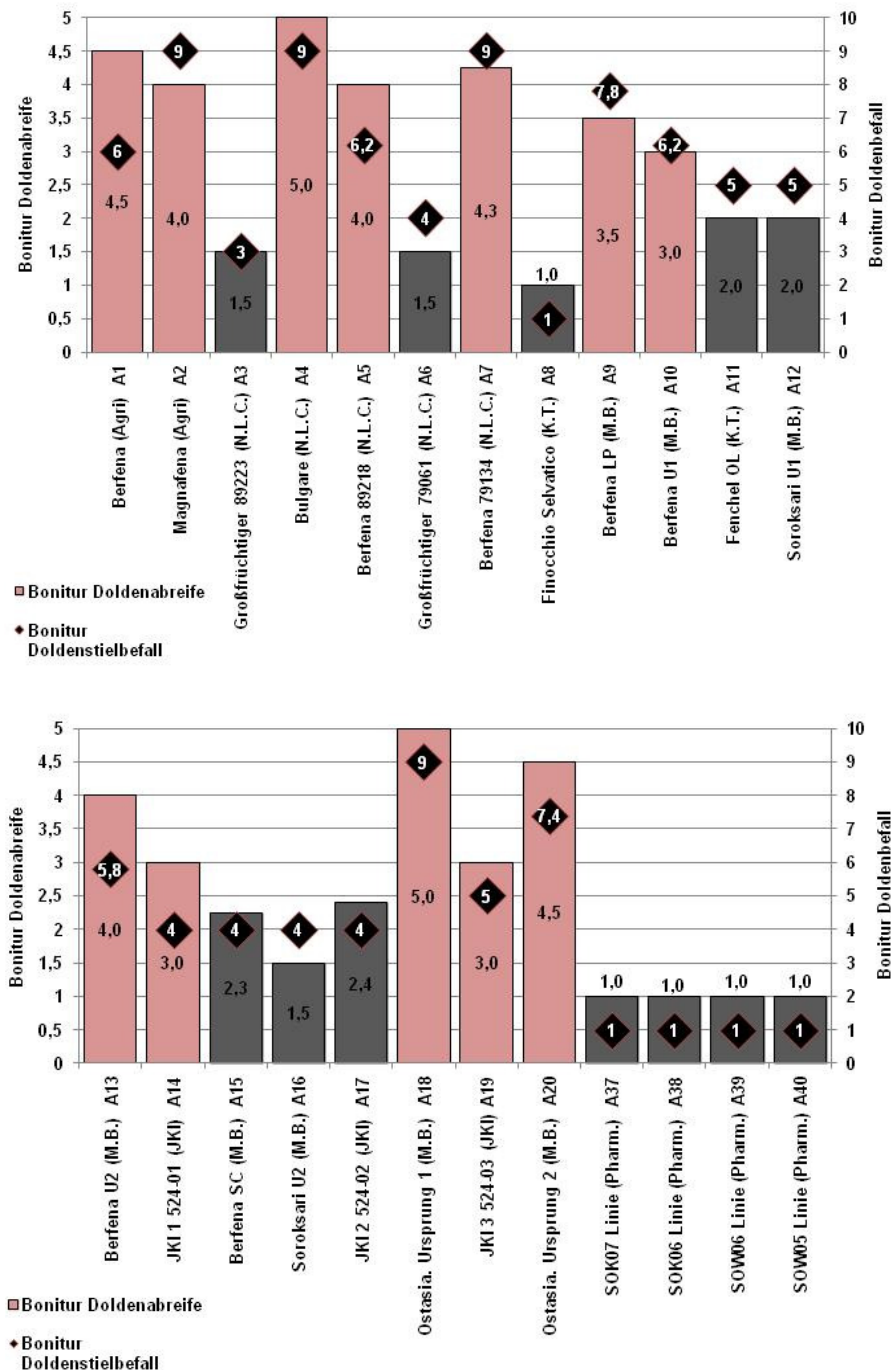 5
4,5
4
3,5
3
2,5
2
1,5
1
0,5
0
Bonitur Doldenabreife
10
9
8
7
6
5
4
3
2
1
0
Bonitur Doldenbefall
6
9
3
9
6,2
4
9
1
7,8
6,2
5
5
4,5
4,0
1,5
5,0
4,0
1,5
4,3
1,0
3,5
3,0
2,0
2,0
Berfena (Agri) A1
Magnafena (Agri) A2
Großfrüchtiger 89223 (N.L.C.) A3
Bulgare (N.L.C.) A4
Berfena 89218 (N.L.C.) A5
Großfrüchtiger 79061 (N.L.C.) A6
Berfena 79134 (N.L.C.) A7
Finocchio Selvatico (K.T.) A8
Berfena LP (M.B.) A9
Berfena U1 (M.B.) A10
Fenchel OL (K.T.) A11
Soroksari U1 (M.B.) A12
Bonitur Doldenabreife
Bonitur
Doldenstielbefall
5
4,5
4
3,5
3
2,5
2
1,5
1
0,5
0
Bonitur Doldenabreife
10
9
8
7
6
5
4
3
2
1
0
Bonitur Doldenbefall
5,8
4
4
4
4
9
5
7,4
1
1
1
1
4,0
3,0
2,3
1,5
2,4
5,0
3,0
4,5
1,0
1,0
1,0
1,0
Berfena U2 (M.B.) A13
JKI 1 524-01 (JKI) A14
Berfena SC (M.B.) A15
Soroksari U2 (M.B.) A16
JKI 2 524-02 (JKI) A17
Ostasia. Ursprung 1 (M.B.) A18
JKI 3 524-03 (JKI) A19
Ostasia. Ursprung 2 (M.B.) A20
SOK07 Linie (Pharm.) A37
SOK06 Linie (Pharm.) A38
SOW06 Linie (Pharm.) A39
SOW05 Linie (Pharm.) A40
Bonitur Doldenabreife
Bonitur
Doldenstielbefall